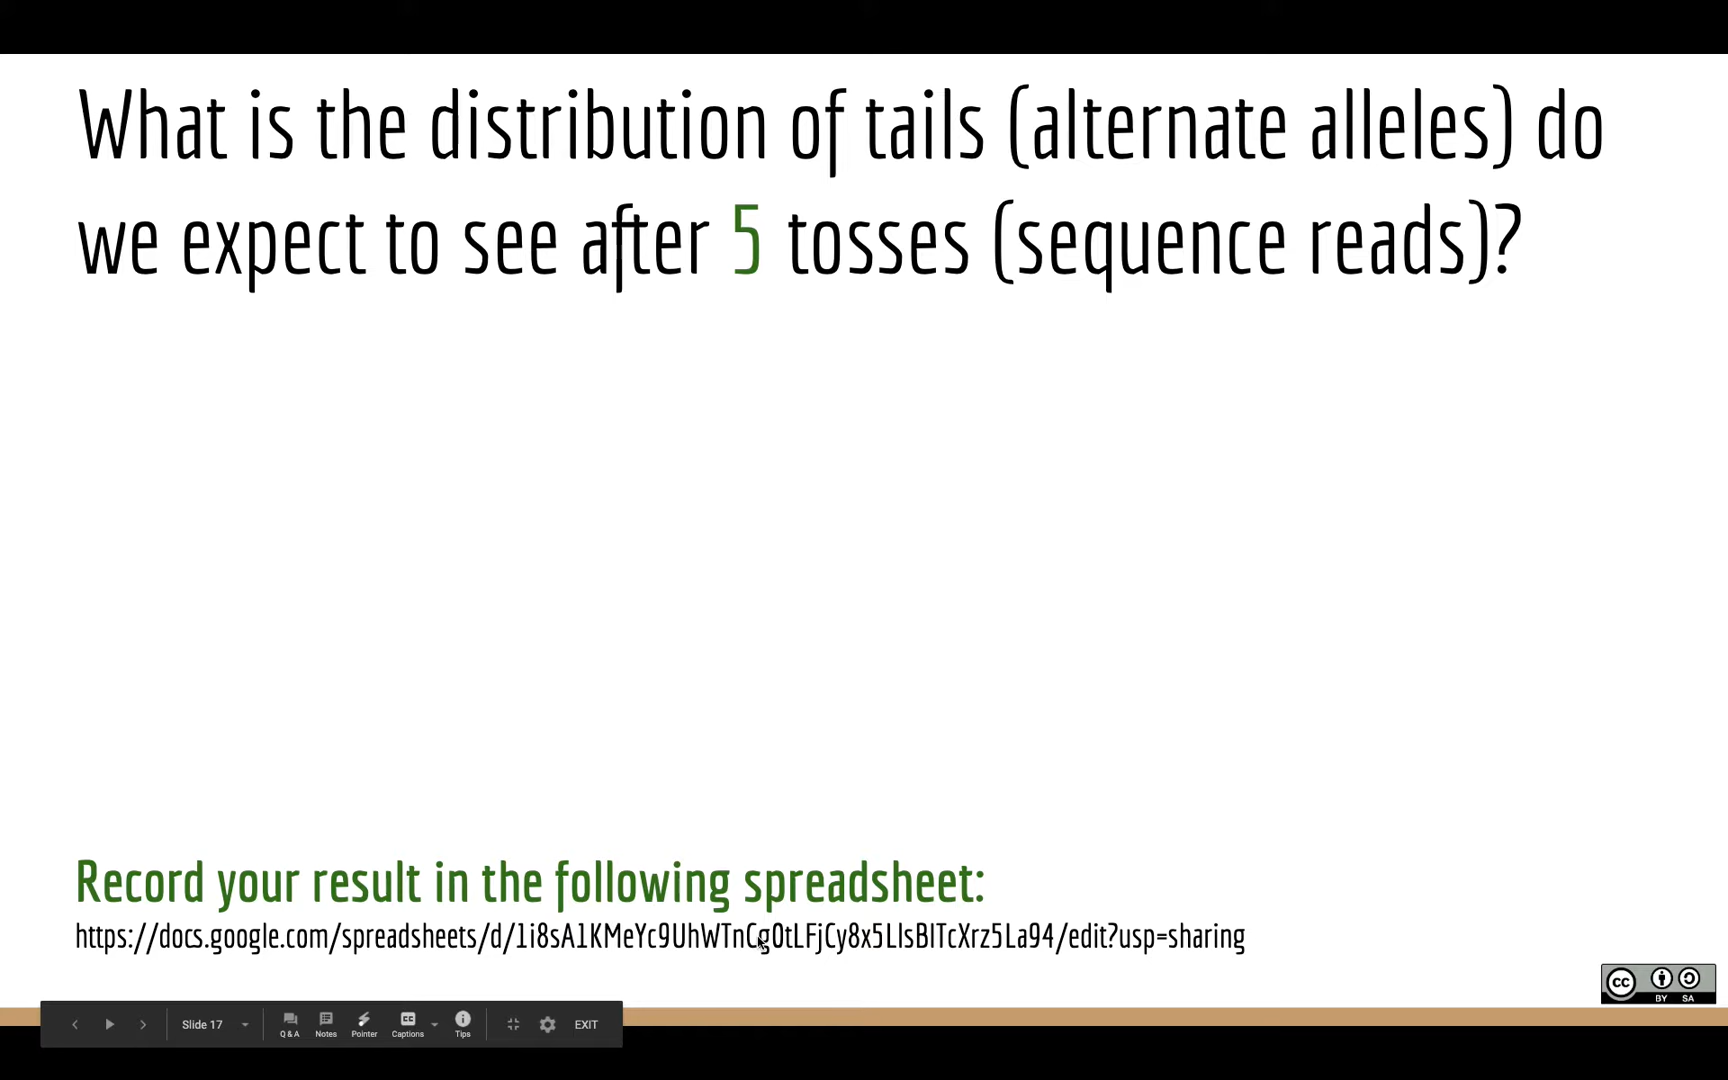 What is the distribution of tails (alternate alleles) do
we expect to see after 5 tosses (sequence reads)?
Record your result in the following spreadsheet:
https://docs.google.com/spreadsheets/d/1i8sA1KMeYc9UhWTnCg0tLFjCy8x5LlsBITcXrz5La94/edit?usp=sharing
CC BY SA
Slide 17 Q & A Notes Pointer Captions Tips EXIT